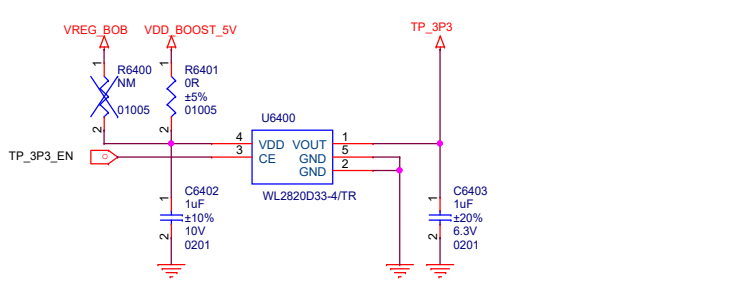 VREG_BOB VDD_BOOST_5V TP_3P3
1 R6400 NM 01005 2
1 R6401 0R ±5% 01005 2
U6400
4 VDD VOUT 1
TP_3P3_EN 3 CE GND 5
GND 2
WL2820D33-4/TR
1 C6402 1uF ±10% 10V 0201 2
1 C6403 1uF ±20% 6.3V 0201 2